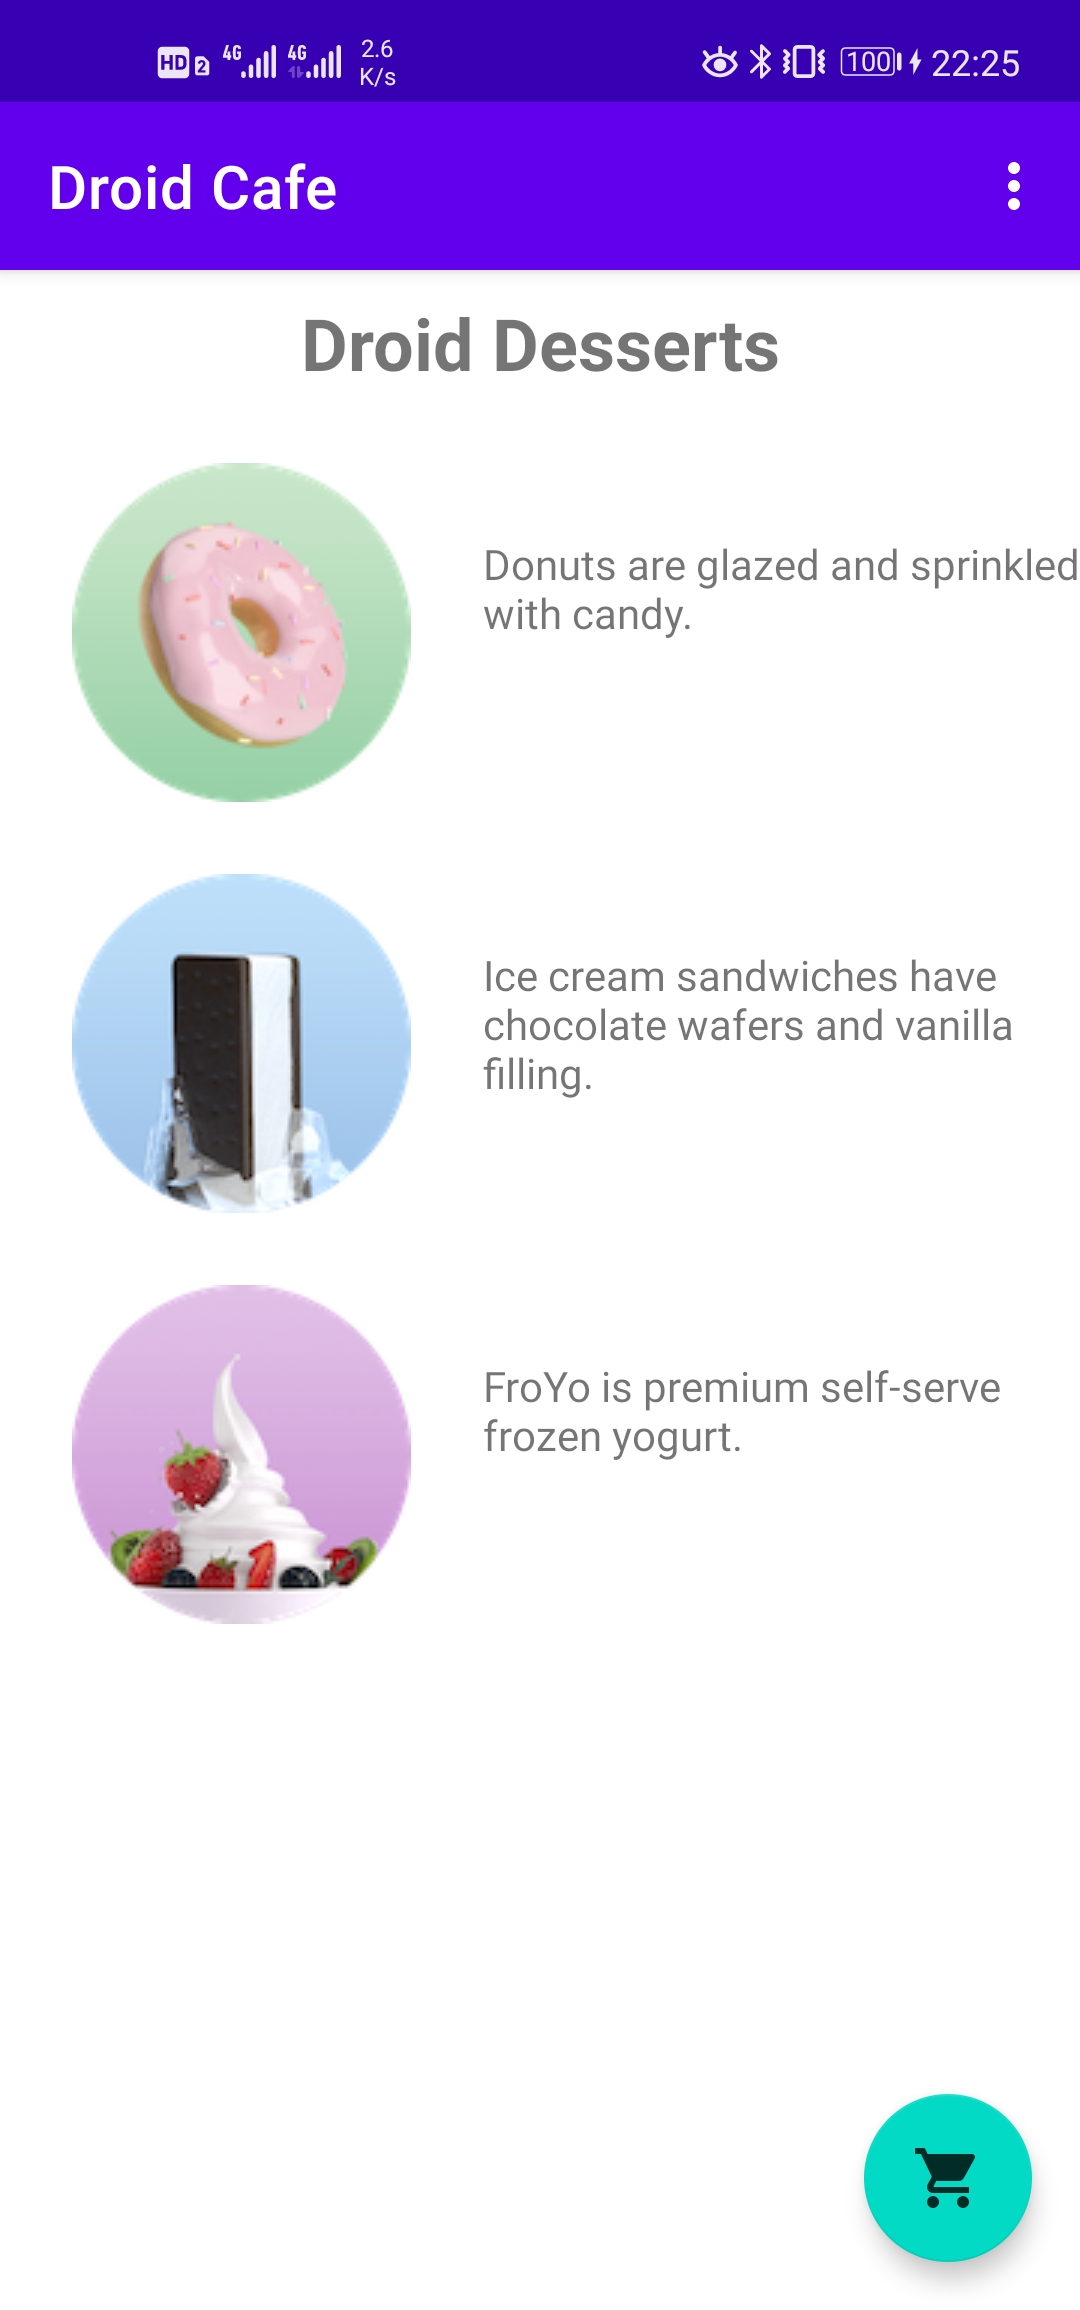 HD 2 4G 4G 2.6 K/s 100 22:25
Droid Cafe
Droid Desserts
Donuts are glazed and sprinkled
with candy.
Ice cream sandwiches have
chocolate wafers and vanilla
filling.
FroYo is premium self-serve
frozen yogurt.